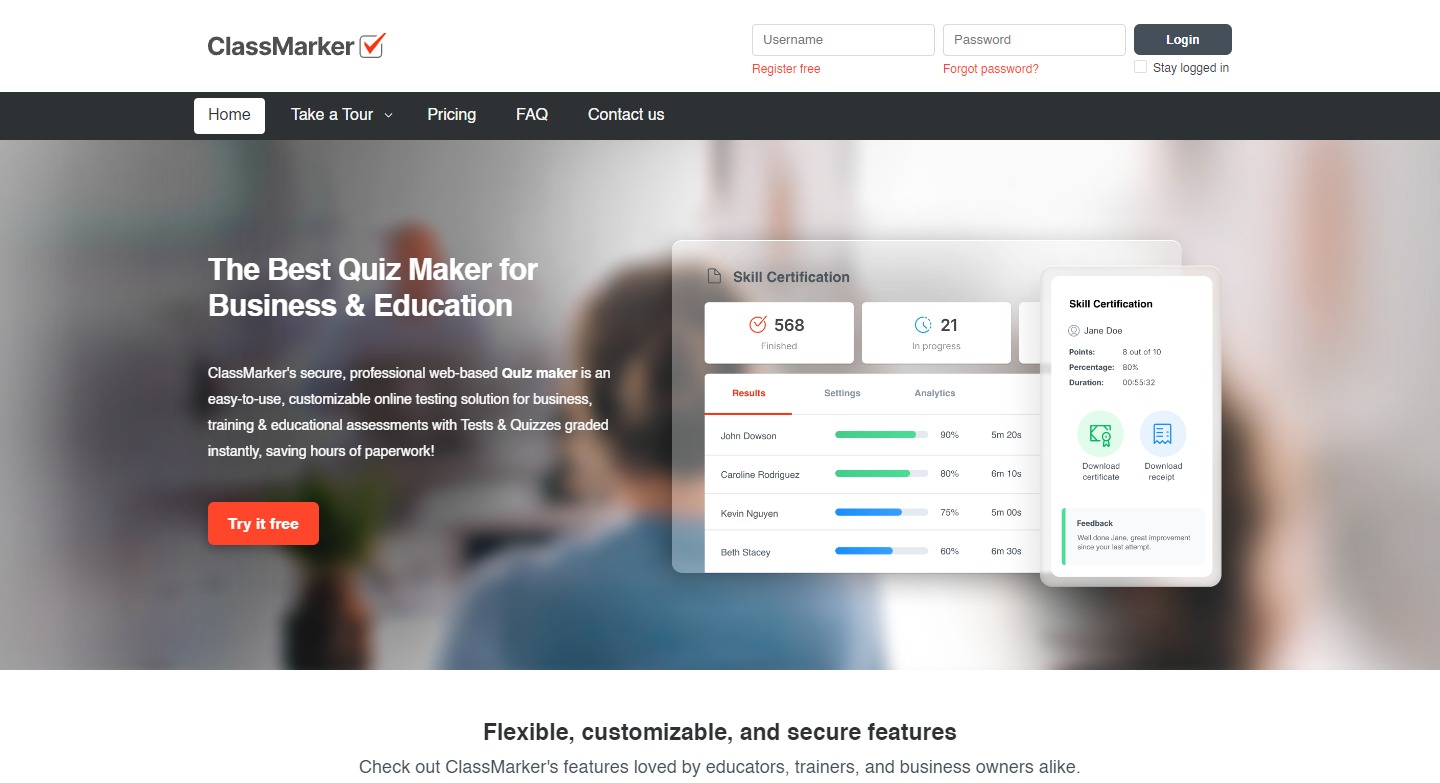 ClassMarker
Username
Password
Login
Register free
Forgot password?
Stay logged in
Home
Take a Tour
Pricing
FAQ
Contact us
The Best Quiz Maker for
Business & Education
ClassMarker's secure, professional web-based Quiz maker is an
easy-to-use, customizable online testing solution for business,
training & educational assessments with Tests & Quizzes graded
instantly, saving hours of paperwork!
Try it free
Skill Certification
568
Finished
21
In progress
Results
Settings
Analytics
John Dowson 90% 5m 20s
Caroline Rodriguez 80% 6m 10s
Kevin Nguyen 75% 5m 00s
Beth Stacey 60% 6m 30s
Skill Certification
Jane Doe
Points: 8 out of 10
Percentage: 80%
Duration: 00:55:32
Download
certificate
Download
receipt
Feedback
Well done Jane, great improvement
since your last attempt.
Flexible, customizable, and secure features
Check out ClassMarker's features loved by educators, trainers, and business owners alike.